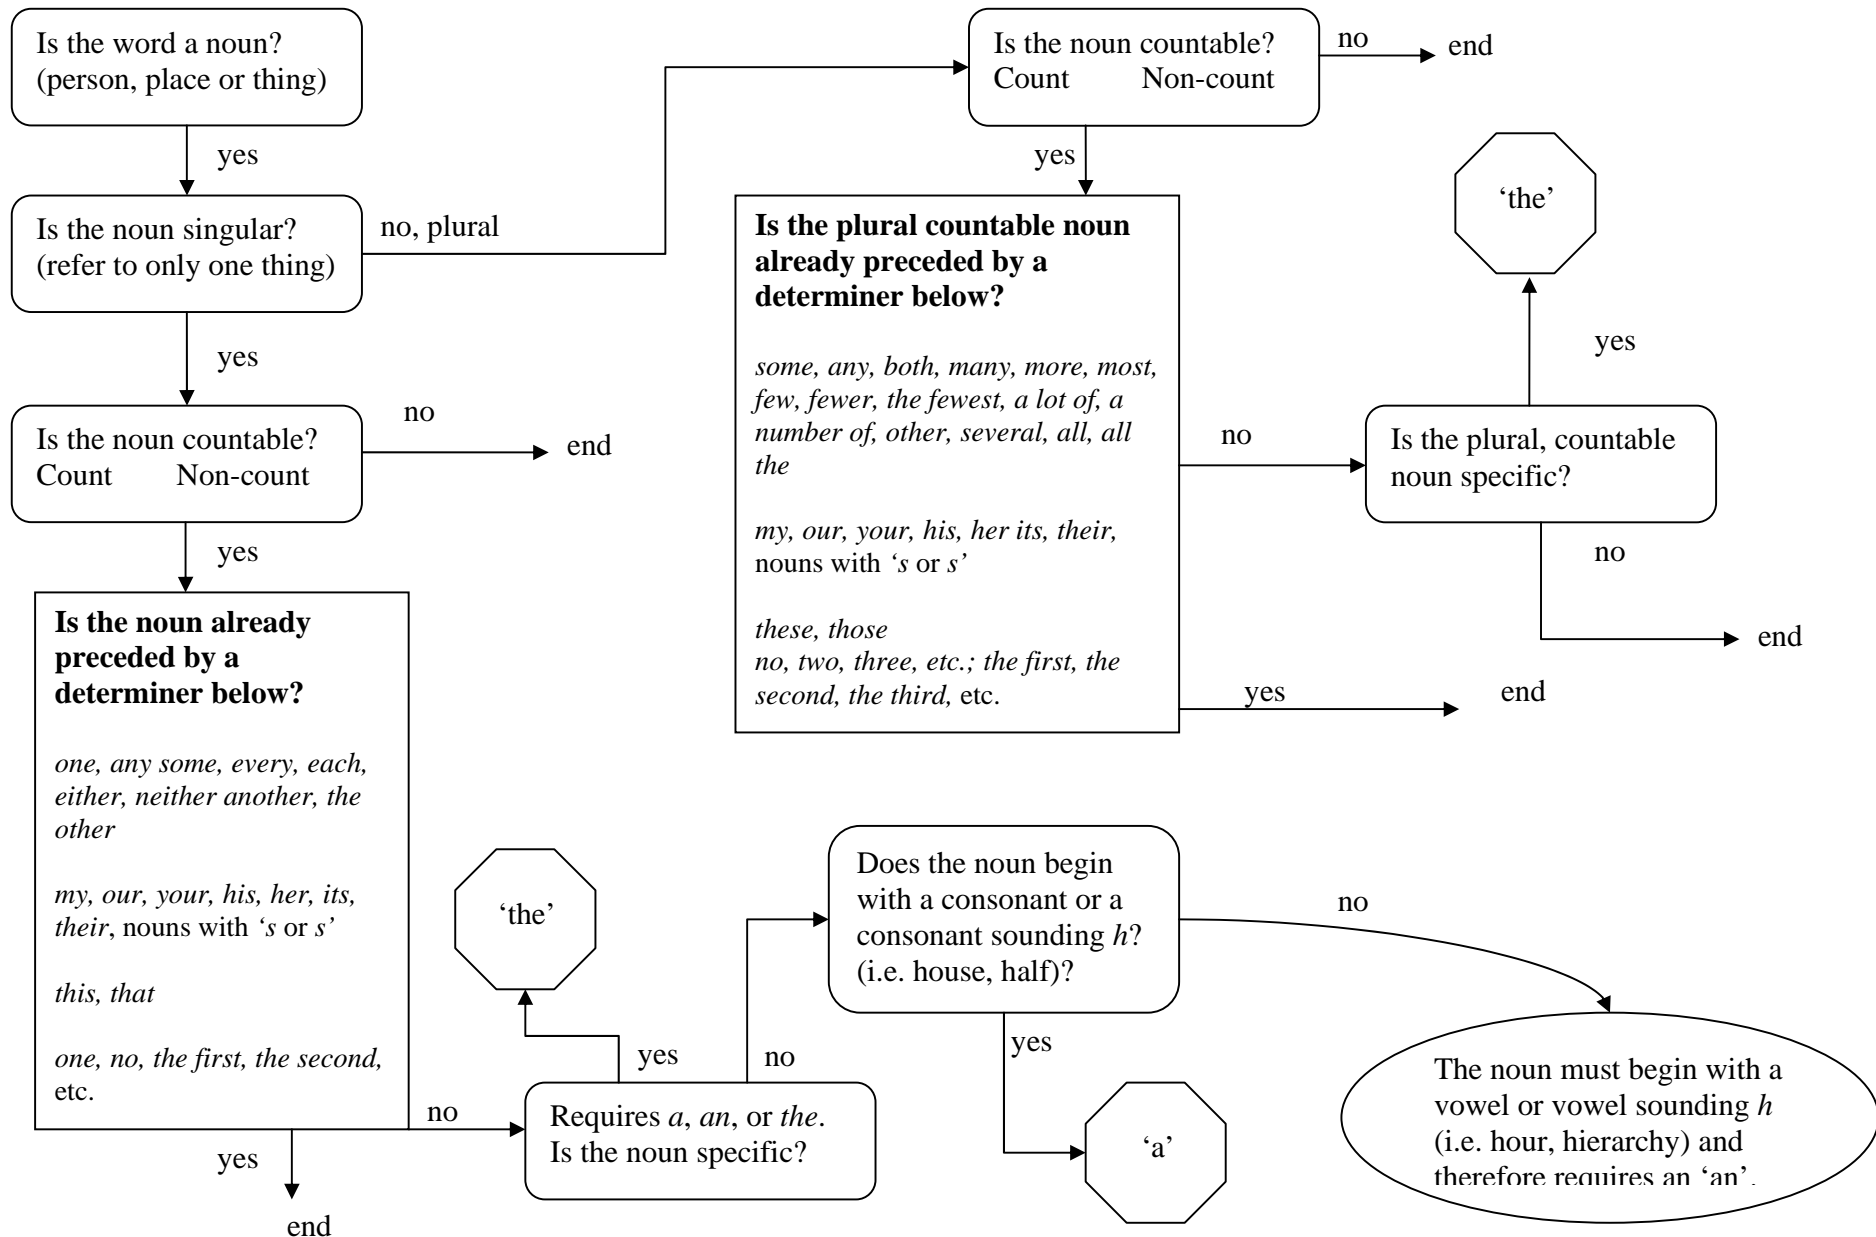 Is the word a noun?
(person, place or thing)
yes
Is the noun singular?
(refer to only one thing)
no, plural
yes
Is the noun countable?
Count Non-count
no
end
yes
Is the noun already
preceded by a
determiner below?
one, any some, every, each,
either, neither another, the
other
my, our, your, his, her, its,
their, nouns with ‘s or s’
this, that
one, no, the first, the second,
etc.
yes
end
no
Requires a, an, or the.
Is the noun specific?
yes
‘the’
no
Does the noun begin
with a consonant or a
consonant sounding h?
(i.e. house, half)?
yes
‘a’
no
The noun must begin with a
vowel or vowel sounding h
(i.e. hour, hierarchy) and
therefore requires an ‘an’.
Is the noun countable?
Count Non-count
no
end
yes
Is the plural countable noun
already preceded by a
determiner below?
some, any, both, many, more, most,
few, fewer, the fewest, a lot of, a
number of, other, several, all, all
the
my, our, your, his, her its, their,
nouns with ‘s or s’
these, those
no, two, three, etc.; the first, the
second, the third, etc.
yes
end
no
Is the plural, countable
noun specific?
yes
‘the’
no
end